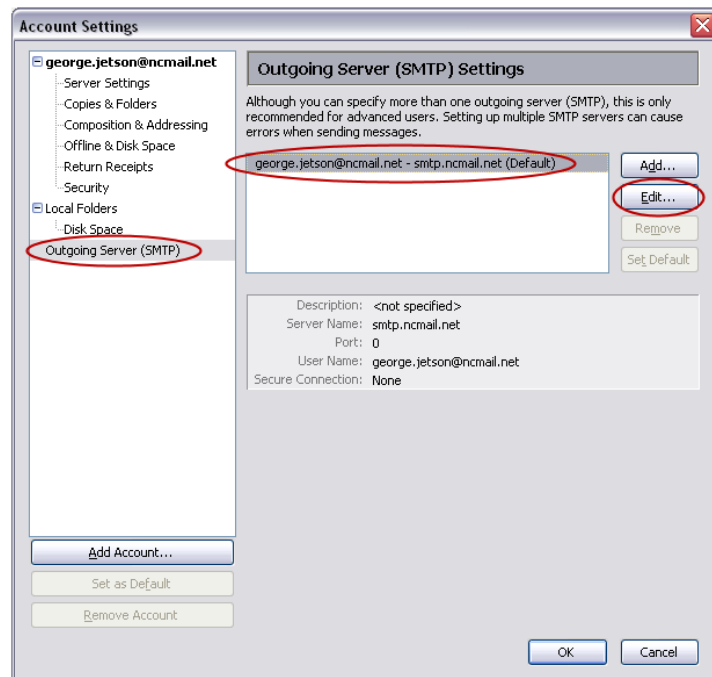 Account Settings
george.jetson@ncmail.net
Server Settings
Copies & Folders
Composition & Addressing
Offline & Disk Space
Return Receipts
Security
Local Folders
Disk Space
Outgoing Server (SMTP)
Add Account...
Set as Default
Remove Account
Outgoing Server (SMTP) Settings
Although you can specify more than one outgoing server (SMTP), this is only
recommended for advanced users. Setting up multiple SMTP servers can cause
errors when sending messages.
george.jetson@ncmail.net - smtp.ncmail.net (Default)
Add...
Edit...
Remove
Set Default
Description: <not specified>
Server Name: smtp.ncmail.net
Port: 0
User Name: george.jetson@ncmail.net
Secure Connection: None
OK
Cancel